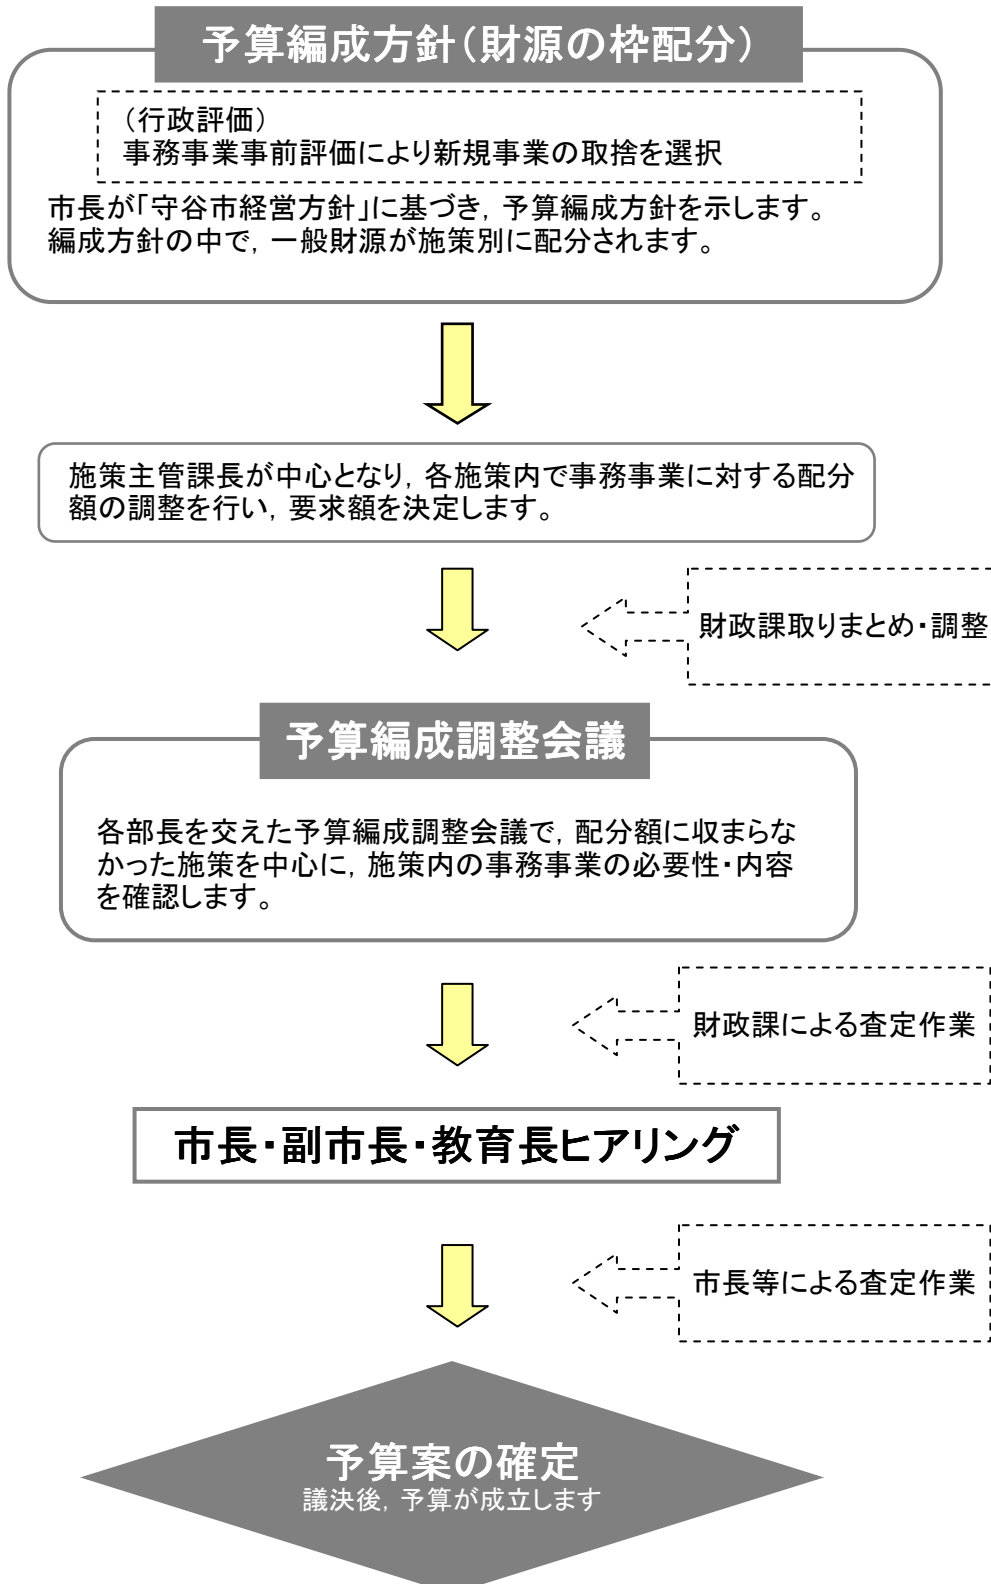 予算編成方針(財源の枠配分)
(行政評価)
事務事業事前評価により新規事業の取捨を選択
市長が「守谷市経営方針」に基づき，予算編成方針を示します。
編成方針の中で，一般財源が施策別に配分されます。
施策主管課長が中心となり，各施策内で事務事業に対する配分
額の調整を行い，要求額を決定します。
財政課取りまとめ・調整
予算編成調整会議
各部長を交えた予算編成調整会議で，配分額に収まらな
かった施策を中心に，施策内の事務事業の必要性・内容
を確認します。
財政課による査定作業
市長・副市長・教育長ヒアリング
市長等による査定作業
予算案の確定
議決後，予算が成立します